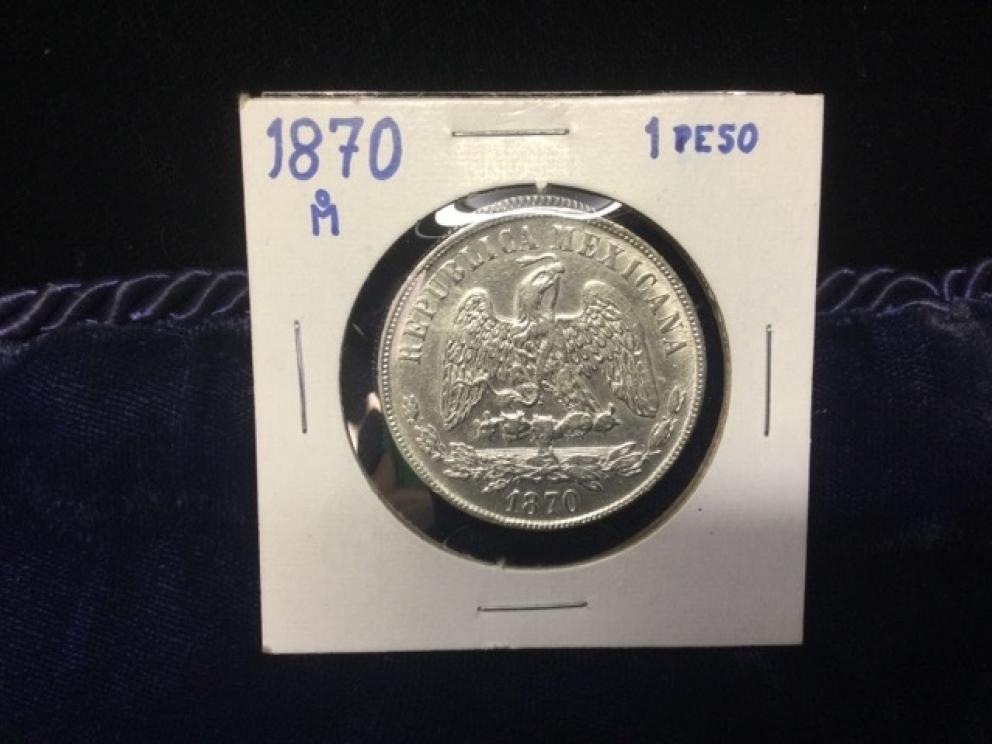 1870 1 PESO
M̊
REPUBLICA MEXICANA
1870